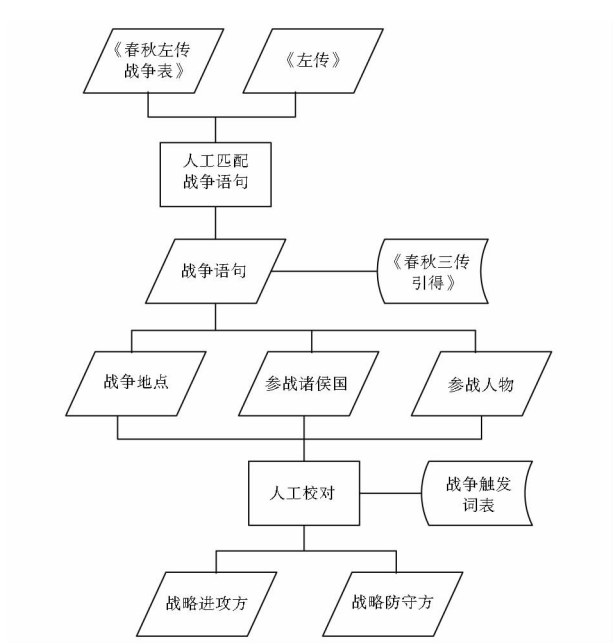 《春秋左传
战争表》
《左传》
人工匹配
战争语句
战争语句
《春秋三传
引得》
战争地点
参战诸侯国
参战人物
人工校对
战争触发
词表
战略进攻方
战略防守方